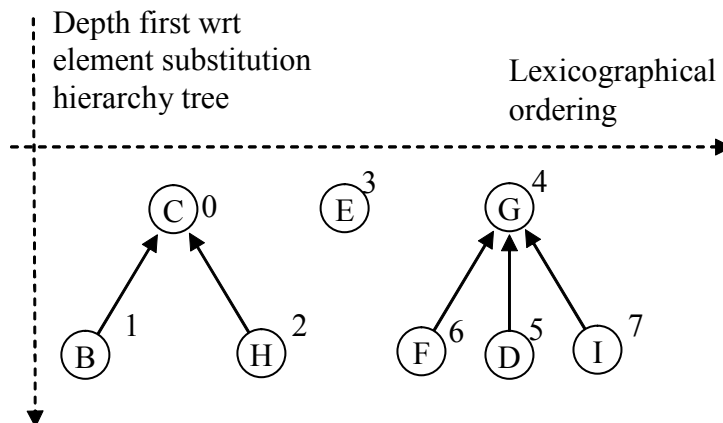 Depth first wrt
element substitution
hierarchy tree
Lexicographical
ordering
C 0 E 3 G 4
B 1 H 2 F 6 D 5 I 7